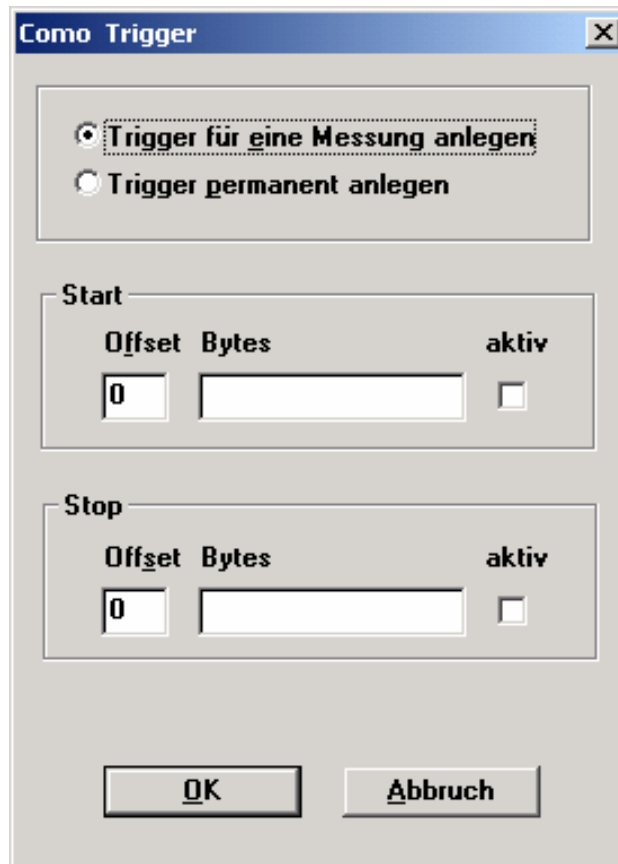 Como Trigger
Trigger für eine Messung anlegen
Trigger permanent anlegen
Start
Offset Bytes aktiv
0
Stop
Offset Bytes aktiv
0
OK Abbruch